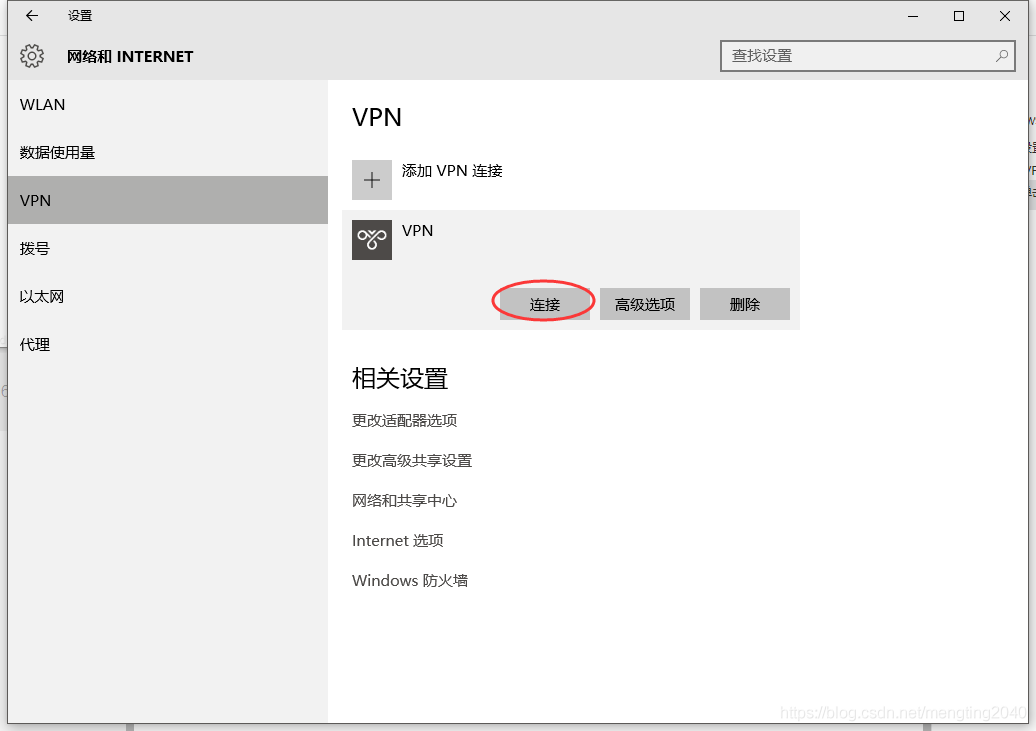 设置
网络和 INTERNET
查找设置
WLAN
数据使用量
VPN
拨号
以太网
代理
VPN
添加 VPN 连接
VPN
连接 高级选项 删除
相关设置
更改适配器选项
更改高级共享设置
网络和共享中心
Internet 选项
Windows 防火墙
https://blog.csdn.net/mengting2040